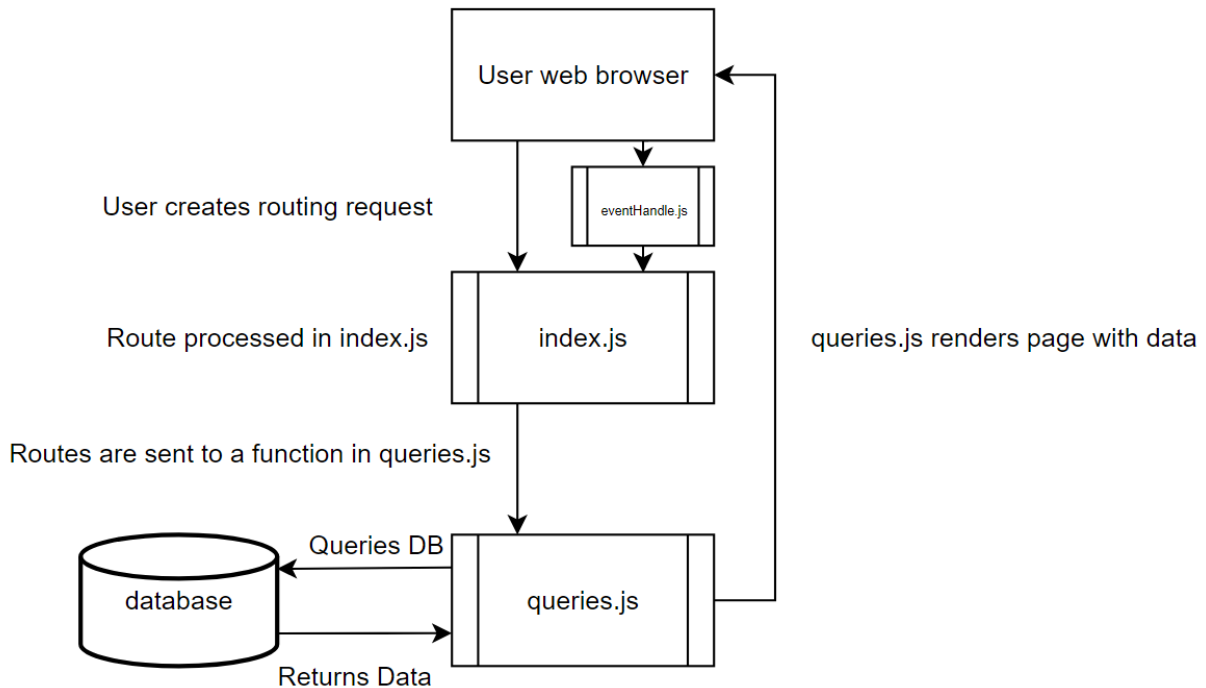 User web browser
User creates routing request
eventHandle.js
Route processed in index.js
index.js
queries.js renders page with data
Routes are sent to a function in queries.js
Queries DB
database
queries.js
Returns Data